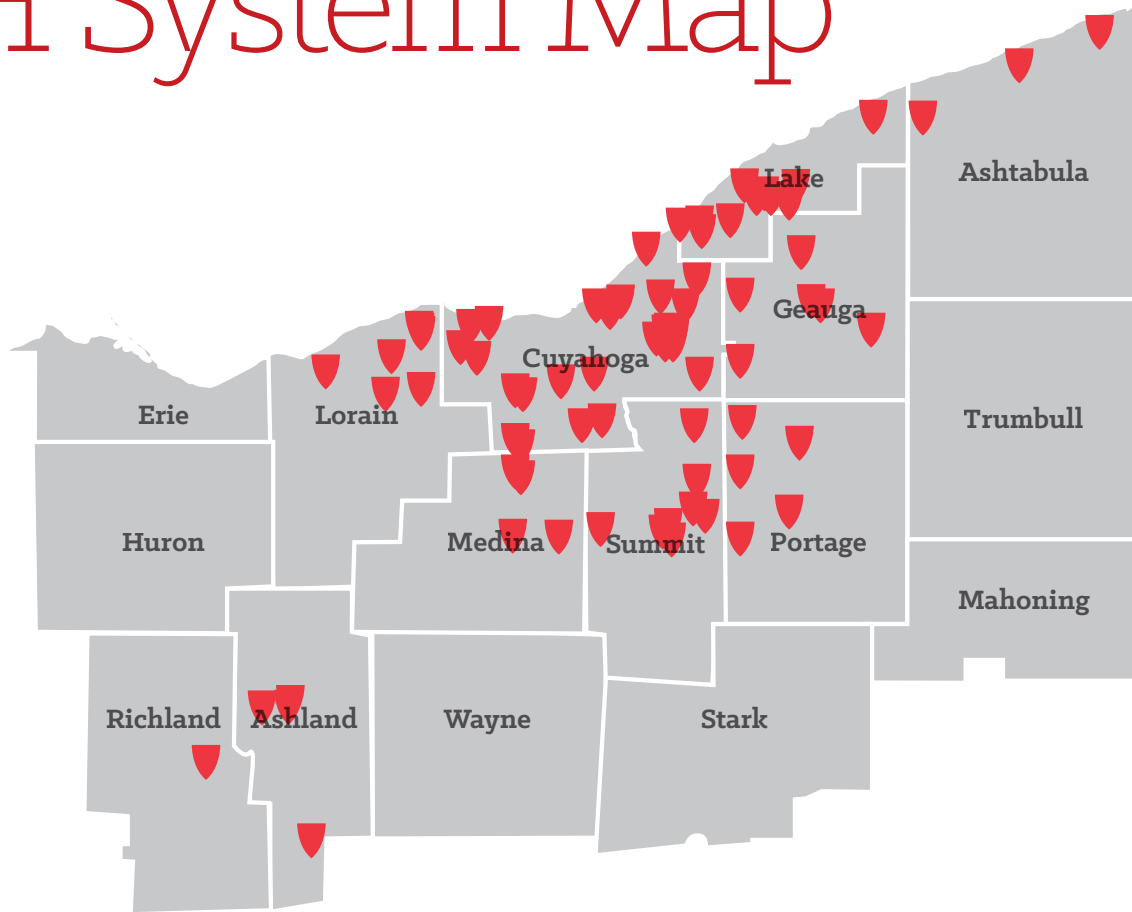 System Map
Lake
Ashtabula
Geauga
Cuyahoga
Erie
Lorain
Trumbull
Huron
Medina
Summit
Portage
Mahoning
Richland
Ashland
Wayne
Stark